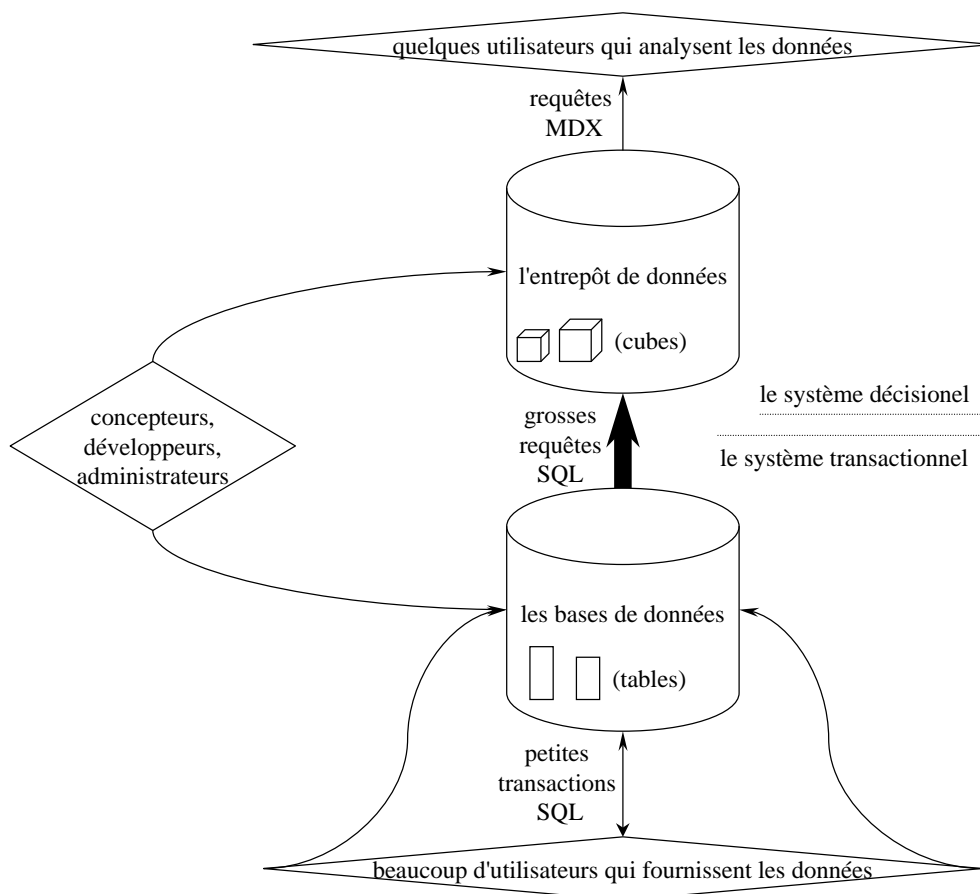 quelques utilisateurs qui analysent les données
requêtes
MDX
l'entrepôt de données
(cubes)
le système décisionel
concepteurs,
développeurs,
administrateurs
grosses
requêtes
SQL
le système transactionnel
les bases de données
(tables)
petites
transactions
SQL
beaucoup d'utilisateurs qui fournissent les données